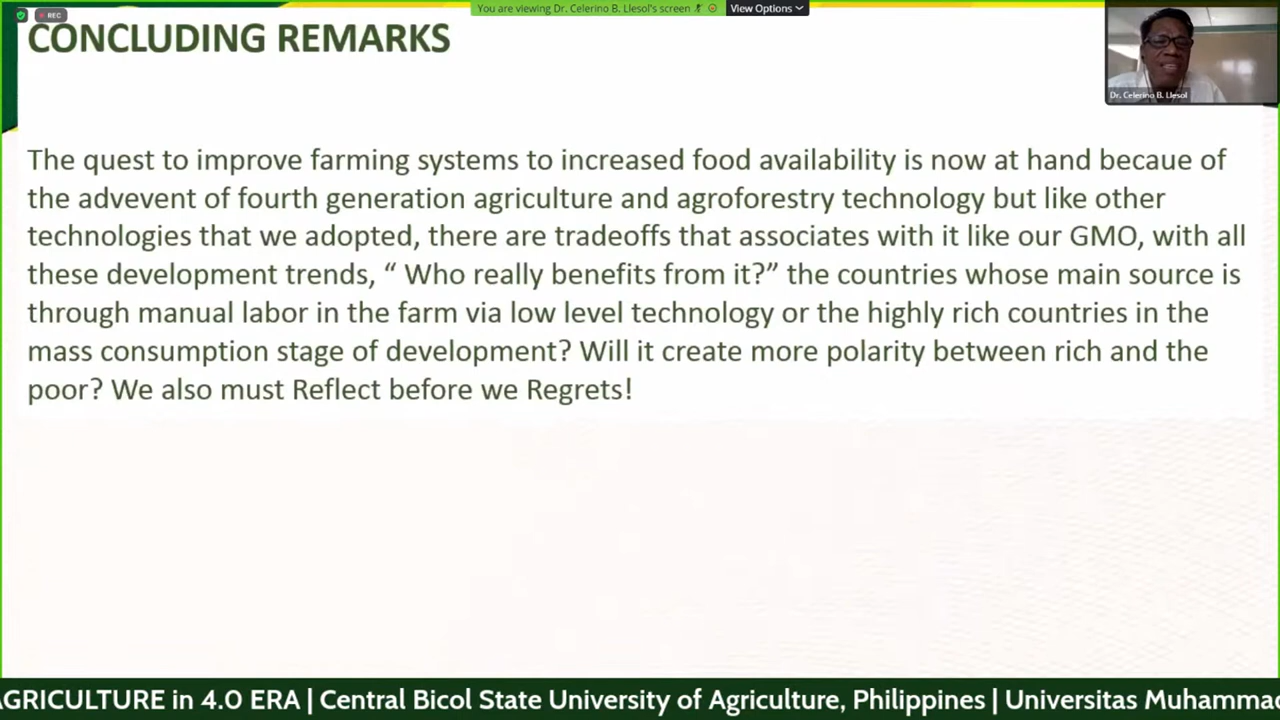 REC
You are viewing Dr. Celerino B. Llesol's screen
View Options
CONCLUDING REMARKS
Dr. Celerino B. Llesol
The quest to improve farming systems to increased food availability is now at hand becaue of
the advevent of fourth generation agriculture and agroforestry technology but like other
technologies that we adopted, there are tradeoffs that associates with it like our GMO, with all
these development trends, “ Who really benefits from it?” the countries whose main source is
through manual labor in the farm via low level technology or the highly rich countries in the
mass consumption stage of development? Will it create more polarity between rich and the
poor? We also must Reflect before we Regrets!
AGRICULTURE in 4.0 ERA | Central Bicol State University of Agriculture, Philippines | Universitas Muhammad